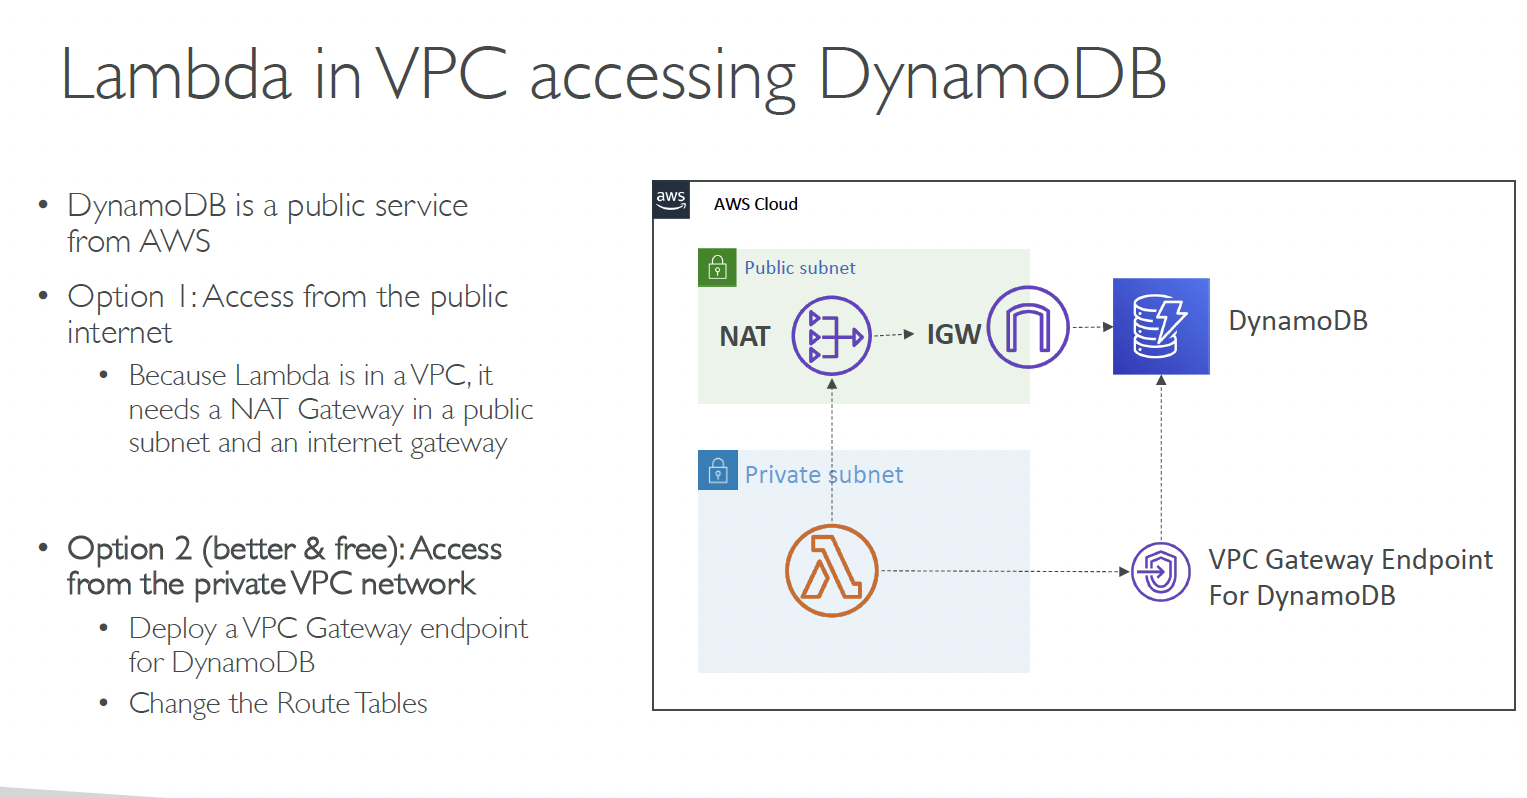 Lambda in VPC accessing DynamoDB
• DynamoDB is a public service
from AWS
• Option 1: Access from the public
internet
• Because Lambda is in a VPC, it
needs a NAT Gateway in a public
subnet and an internet gateway
• Option 2 (better & free): Access
from the private VPC network
• Deploy a VPC Gateway endpoint
for DynamoDB
• Change the Route Tables
aws
AWS Cloud
Public subnet
NAT
IGW
DynamoDB
Private subnet
VPC Gateway Endpoint
For DynamoDB